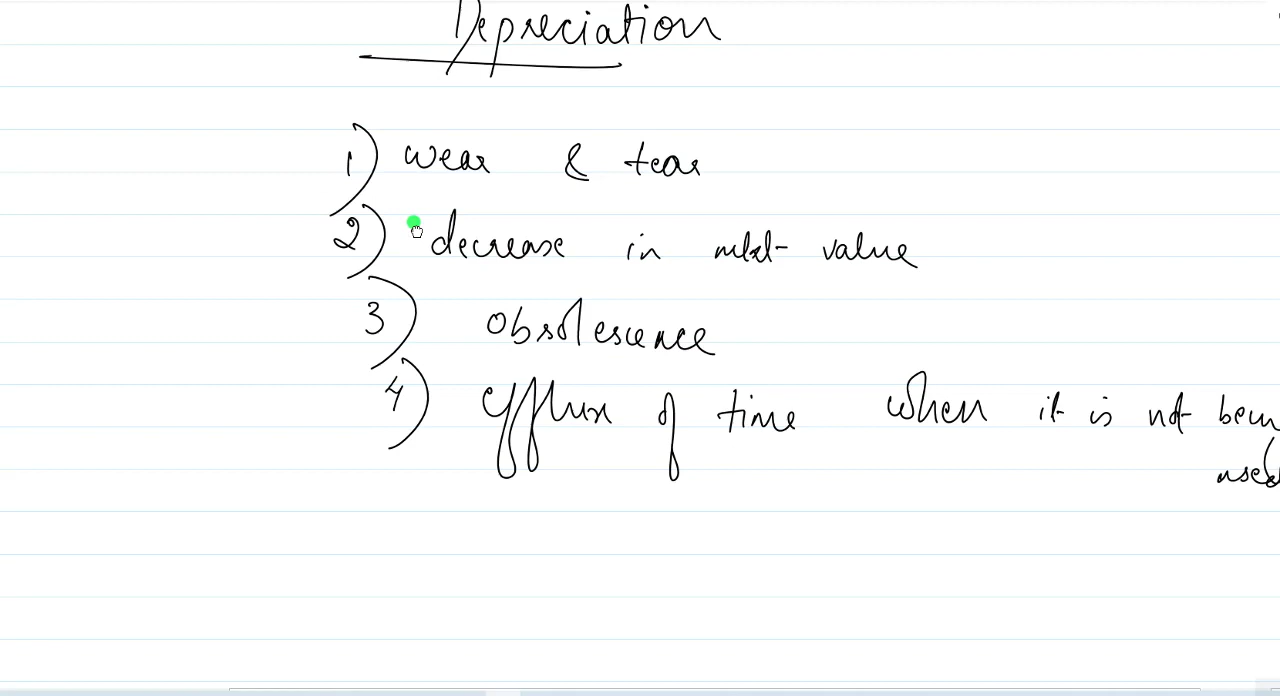 Depreciation
1) wear & tear
2) decrease in mkt value
3) obsolescence
4) efflux of time when it is not
used